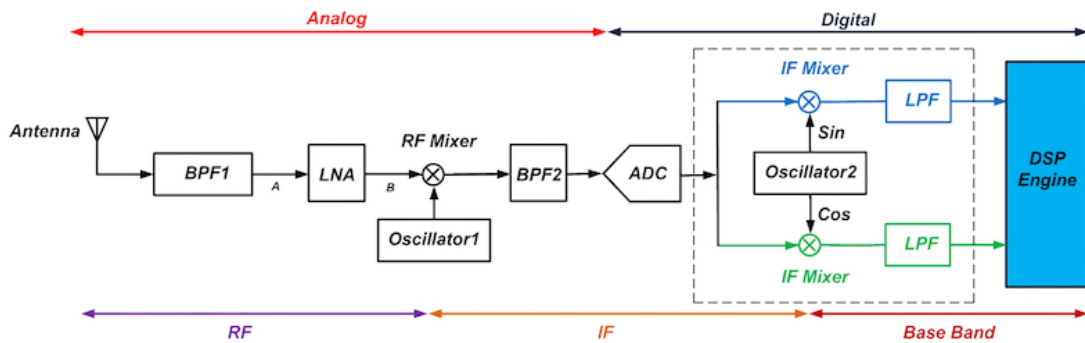 Analog
Digital
IF Mixer
LPF
Antenna
RF Mixer
Sin
BPF1
A
LNA
B
BPF2
ADC
Oscillator2
DSP
Engine
Oscillator1
Cos
LPF
IF Mixer
RF
IF
Base Band